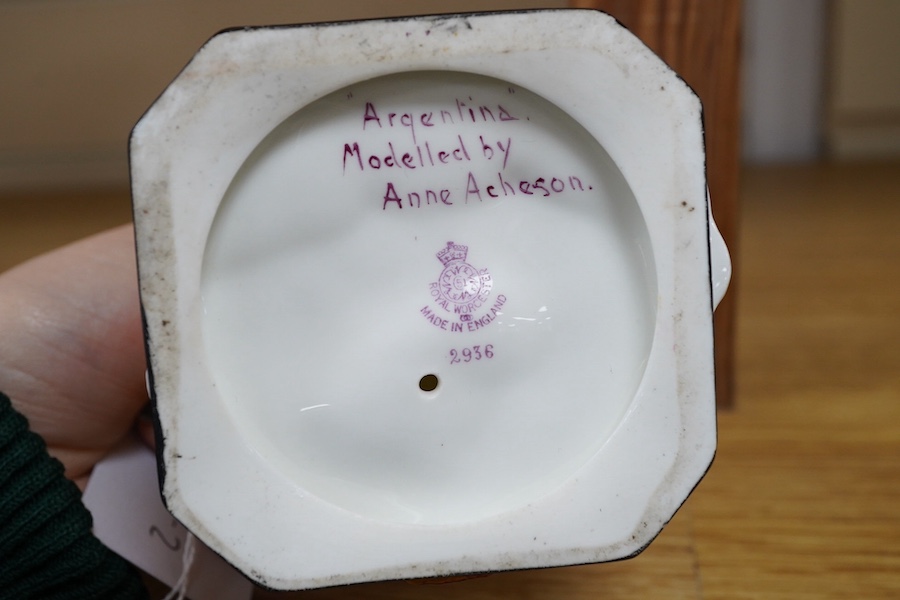 "Argentina".
Modelled by
Anne Acheson.
ROYAL WORCESTER
MADE IN ENGLAND
2936